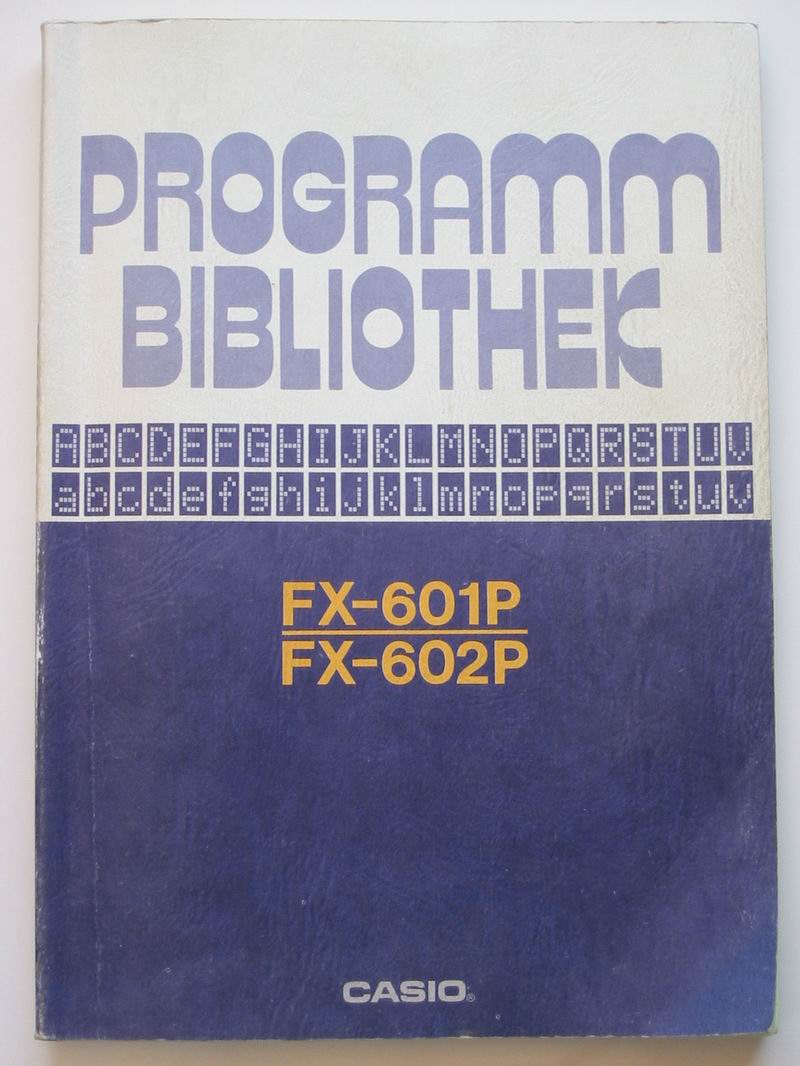 PROGRAMM
BIBLIOTHEK
ABCDEFGHIJKLMNOPQRSTUV
abcdefghijklmnopqrstuv
FX-601P
FX-602P
CASIO®